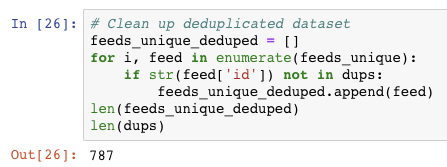 In [26]: # Clean up deduplicated dataset
feeds_unique_deduped = []
for i, feed in enumerate(feeds_unique):
    if str(feed['id']) not in dups:
        feeds_unique_deduped.append(feed)
len(feeds_unique_deduped)
len(dups)
Out[26]: 787